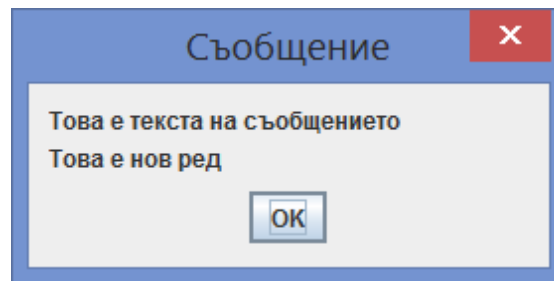 Съобщение
Това е текста на съобщението
Това е нов ред
OK